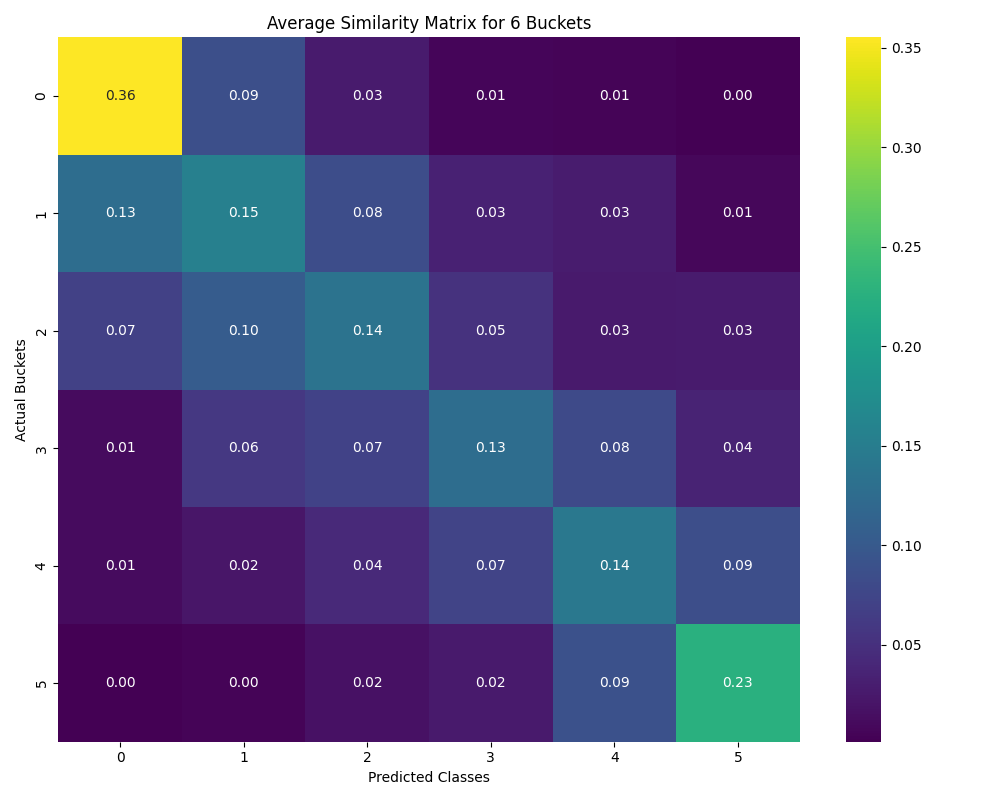 Average Similarity Matrix for 6 Buckets
0 0.36 0.09 0.03 0.01 0.01 0.00
1 0.13 0.15 0.08 0.03 0.03 0.01
2 0.07 0.10 0.14 0.05 0.03 0.03
3 0.01 0.06 0.07 0.13 0.08 0.04
4 0.01 0.02 0.04 0.07 0.14 0.09
5 0.00 0.00 0.02 0.02 0.09 0.23
0 1 2 3 4 5
Predicted Classes
Actual Buckets
0.35
0.30
0.25
0.20
0.15
0.10
0.05